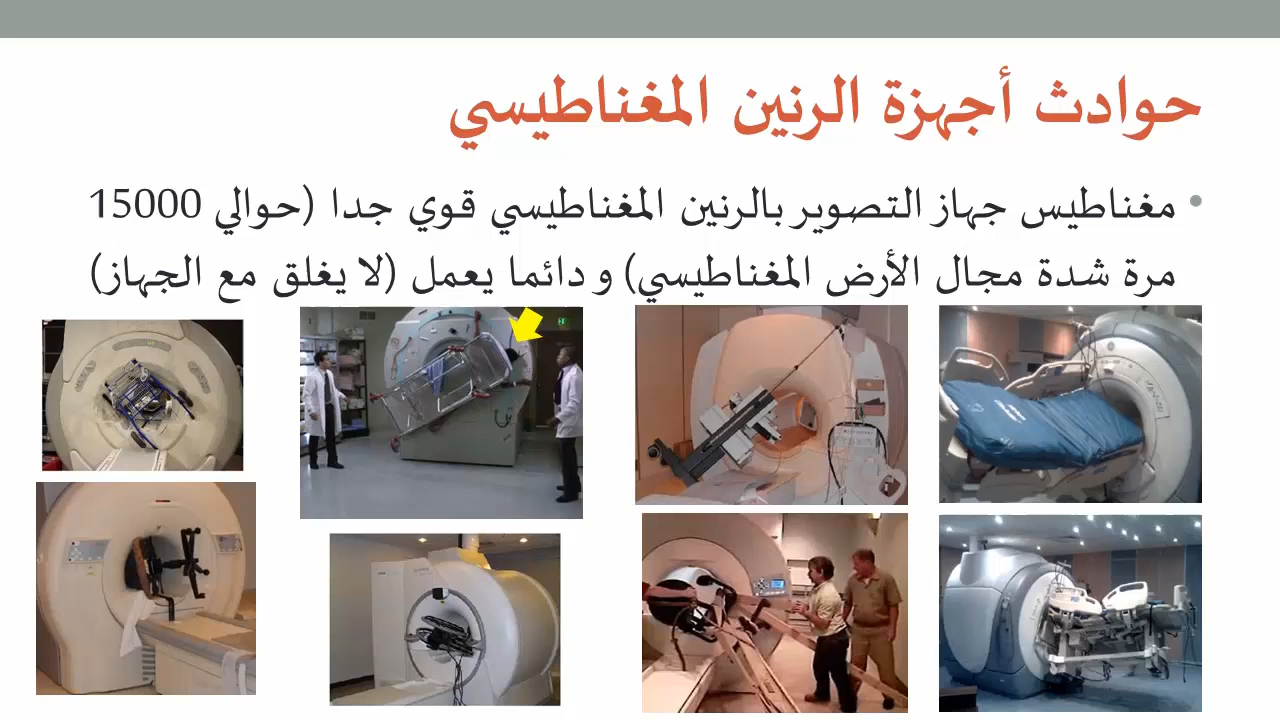 حوادث أجهزة الرنين المغناطيسي
• مغناطيس جهاز التصوير بالرنين المغناطيسي قوي جدا (حوالي 15000
مرة شدة مجال الأرض المغناطيسي) و دائما يعمل (لا يغلق مع الجهاز)